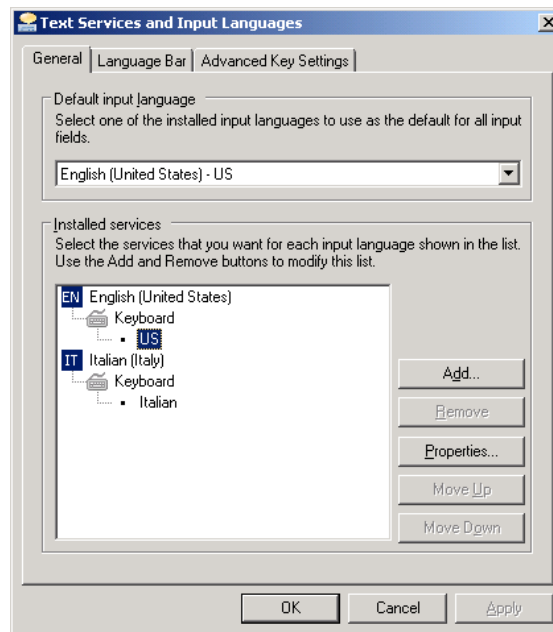 Text Services and Input Languages
General
Language Bar
Advanced Key Settings
Default input language
Select one of the installed input languages to use as the default for all input
fields.
English (United States) - US
Installed services
Select the services that you want for each input language shown in the list.
Use the Add and Remove buttons to modify this list.
EN English (United States)
Keyboard
US
IT Italian (Italy)
Keyboard
Italian
Add...
Remove
Properties...
Move Up
Move Down
OK
Cancel
Apply